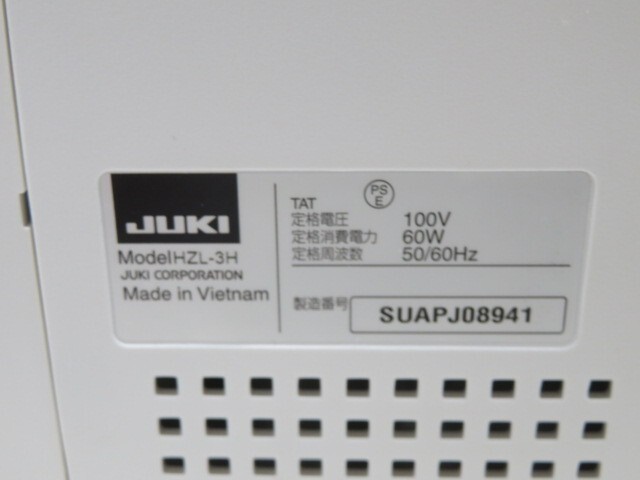 JUKI
Model HZL-3H
JUKI CORPORATION
Made in Vietnam
PS
E
TAT
定格電圧 100V
定格消費電力 60W
定格周波数 50/60Hz
製造番号 SUAPJ08941